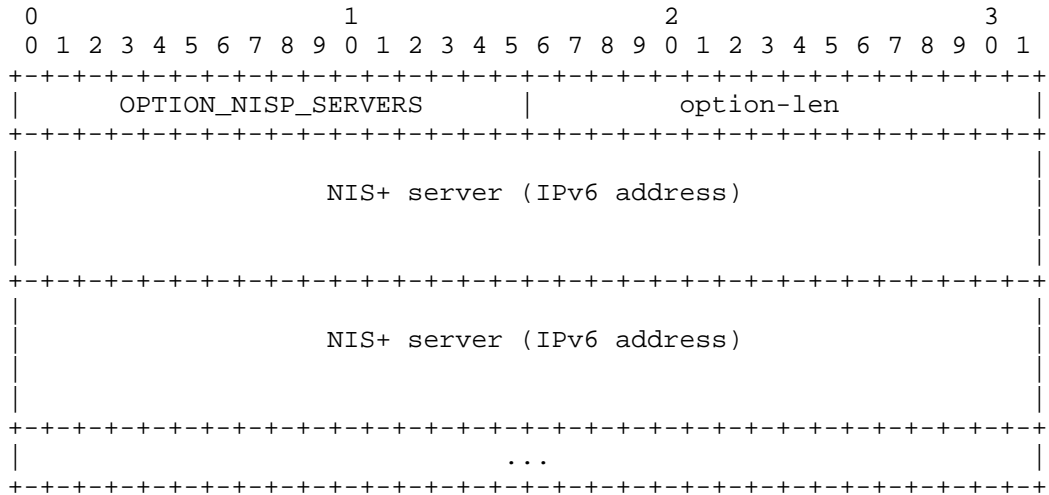 0                   1                   2                   3
 0 1 2 3 4 5 6 7 8 9 0 1 2 3 4 5 6 7 8 9 0 1 2 3 4 5 6 7 8 9 0 1
+-+-+-+-+-+-+-+-+-+-+-+-+-+-+-+-+-+-+-+-+-+-+-+-+-+-+-+-+-+-+-+-+
|      OPTION_NISP_SERVERS      |         option-len            |
+-+-+-+-+-+-+-+-+-+-+-+-+-+-+-+-+-+-+-+-+-+-+-+-+-+-+-+-+-+-+-+-+
|                                                               |
|                   NIS+ server (IPv6 address)                  |
|                                                               |
|                                                               |
+-+-+-+-+-+-+-+-+-+-+-+-+-+-+-+-+-+-+-+-+-+-+-+-+-+-+-+-+-+-+-+-+
|                                                               |
|                   NIS+ server (IPv6 address)                  |
|                                                               |
|                                                               |
+-+-+-+-+-+-+-+-+-+-+-+-+-+-+-+-+-+-+-+-+-+-+-+-+-+-+-+-+-+-+-+-+
|                              ...                              |
+-+-+-+-+-+-+-+-+-+-+-+-+-+-+-+-+-+-+-+-+-+-+-+-+-+-+-+-+-+-+-+-+